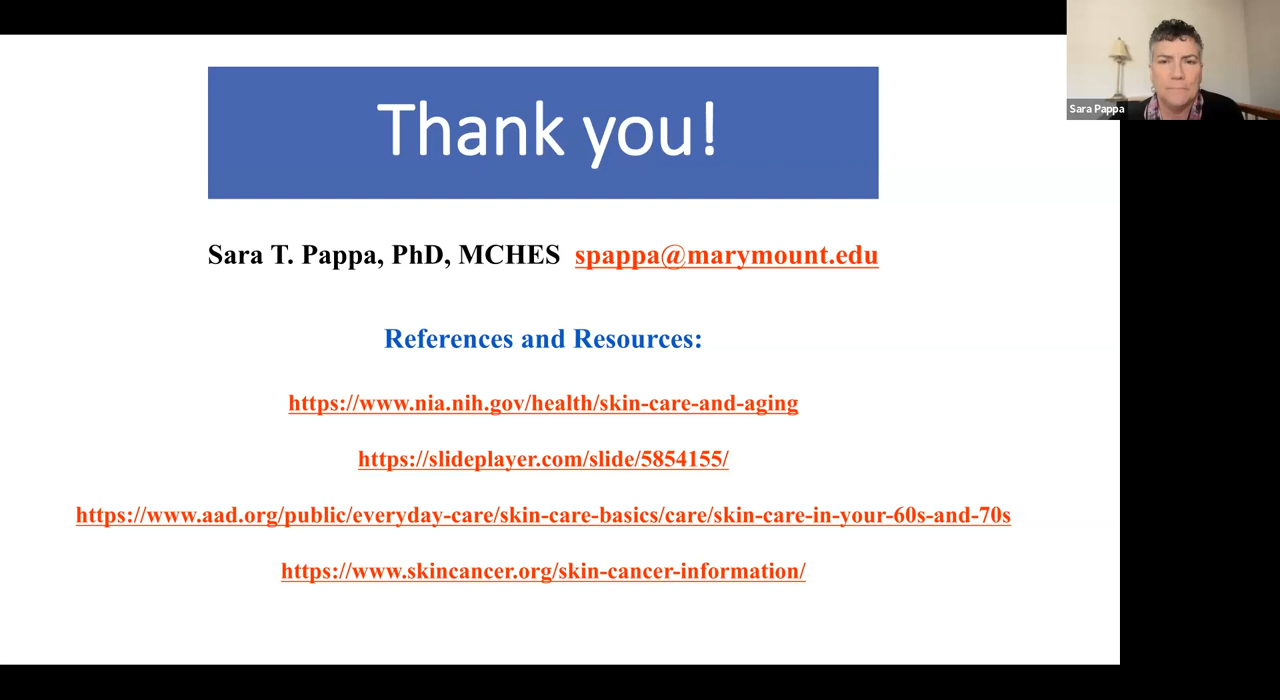 Thank you!
Sara Pappa
Sara T. Pappa, PhD, MCHES spappa@marymount.edu
References and Resources:
https://www.nia.nih.gov/health/skin-care-and-aging
https://slideplayer.com/slide/5854155/
https://www.aad.org/public/everyday-care/skin-care-basics/care/skin-care-in-your-60s-and-70s
https://www.skincancer.org/skin-cancer-information/